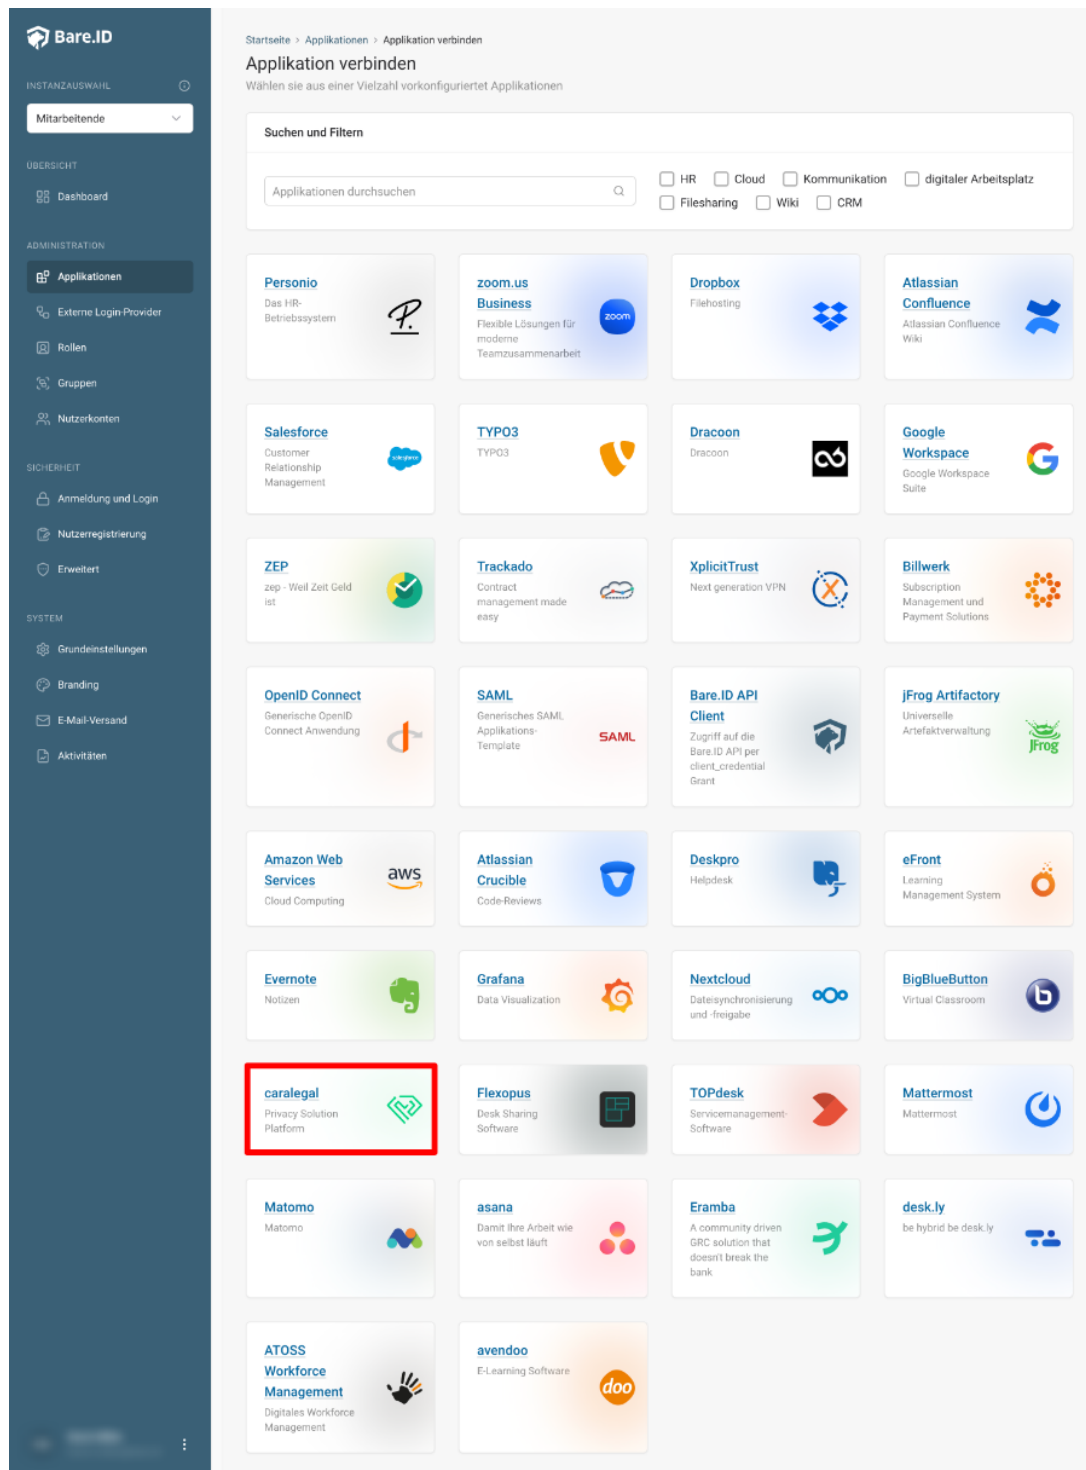 Bare.ID
INSTANZAUSWAHL
Mitarbeitende
ÜBERSICHT
Dashboard
ADMINISTRATION
Applikationen
Externe Login-Provider
Rollen
Gruppen
Nutzerkonten
SICHERHEIT
Anmeldung und Login
Nutzerregistrierung
Erweitert
SYSTEM
Grundeinstellungen
Branding
E-Mail-Versand
Aktivitäten
Startseite > Applikationen > Applikation verbinden
Applikation verbinden
Wählen sie aus einer Vielzahl vorkonfiguriertet Applikationen
Suchen und Filtern
Applikationen durchsuchen
HR Cloud Kommunikation digitaler Arbeitsplatz
Filesharing Wiki CRM
Personio
Das HR-
Betriebssystem
P.
zoom.us
Business
Flexible Lösungen für
moderne
Teamzusammenarbeit
zoom
Dropbox
Filehosting
Atlassian
Confluence
Atlassian Confluence
Wiki
Salesforce
Customer
Relationship
Management
salesforce
TYPO3
TYPO3
Dracoon
Dracoon
Google
Workspace
Google Workspace
Suite
G
ZEP
zep - Weil Zeit Geld
ist
Trackado
Contract
management made
easy
XplicitTrust
Next generation VPN
X
Billwerk
Subscription
Management und
Payment Solutions
OpenID Connect
Generische OpenID
Connect Anwendung
SAML
Generisches SAML
Applikations-
Template
SAML
Bare.ID API
Client
Zugriff auf die
Bare.ID API per
client_credential
Grant
jFrog Artifactory
Universelle
Artefaktverwaltung
JFrog
Amazon Web
Services
Cloud Computing
aws
Atlassian
Crucible
Code-Reviews
Deskpro
Helpdesk
eFront
Learning
Management System
Evernote
Notizen
Grafana
Data Visualization
Nextcloud
Dateisynchronisierung
und -freigabe
BigBlueButton
Virtual Classroom
b
caralegal
Privacy Solution
Platform
Flexopus
Desk Sharing
Software
TOPdesk
Servicemanagement-
Software
Mattermost
Mattermost
Matomo
Matomo
asana
Damit Ihre Arbeit wie
von selbst läuft
Eramba
A community driven
GRC solution that
doesn't break the
bank
desk.ly
be hybrid be desk.ly
ATOSS
Workforce
Management
Digitales Workforce
Management
avendoo
E-Learning Software
doo